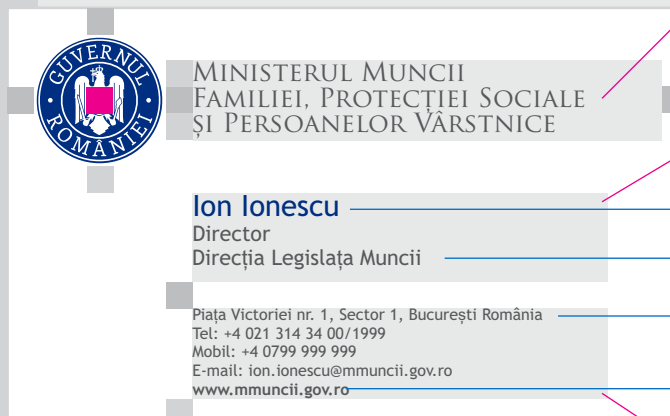 GUVERNUL
ROMÂNIEI
MINISTERUL MUNCII
FAMILIEI, PROTECȚIEI SOCIALE
ȘI PERSOANELOR VÂRSTNICE
Ion Ionescu
Director
Direcția Legislața Muncii
Piața Victoriei nr. 1, Sector 1, București România
Tel: +4 021 314 34 00/1999
Mobil: +4 0799 999 999
E-mail: ion.ionescu@mmuncii.gov.ro
www.mmuncii.gov.ro